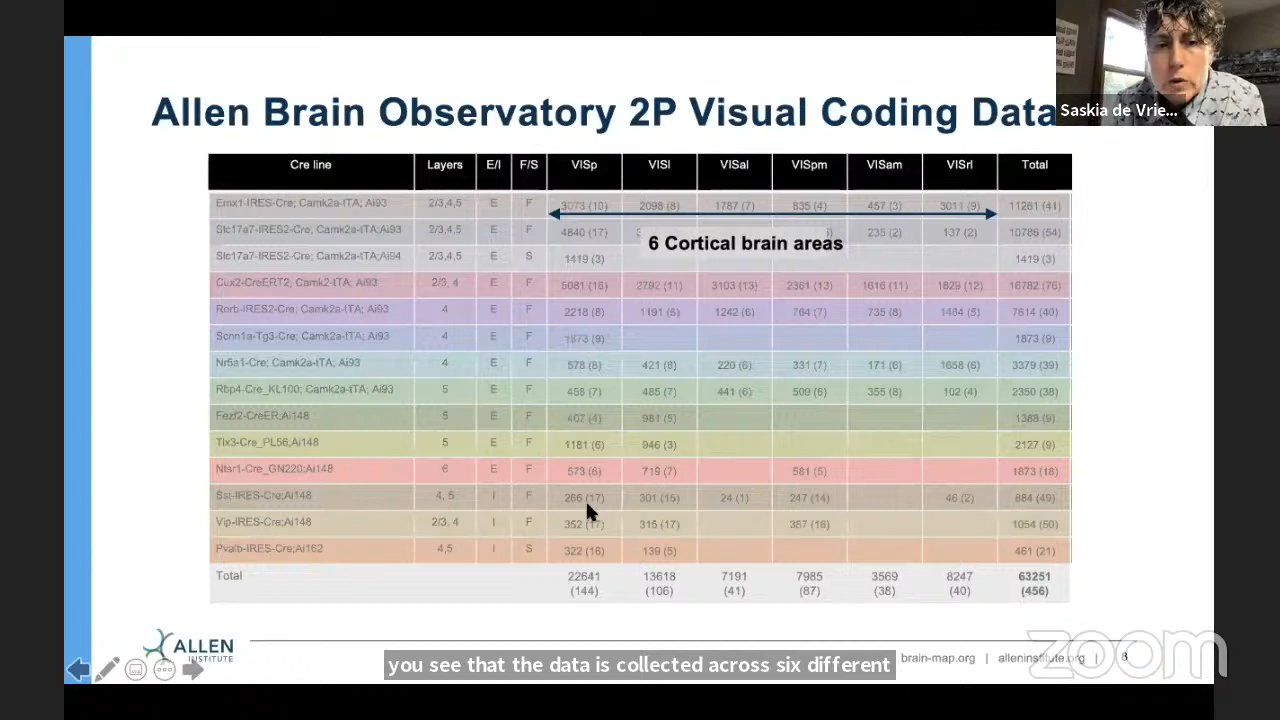 Saskia de Vrie...
Allen Brain Observatory 2P Visual Coding Data
Cre line Layers E/I F/S VISp VISl VISal VISpm VISam VISrl Total
Emx1-IRES-Cre; Camk2a-tTA; Ai93 2/3,4,5 E F 3073 (10) 2098 (8) 1787 (7) 835 (4) 457 (3) 3011 (9) 11261 (41)
Slc17a7-IRES2-Cre; Camk2a-tTA;Ai93 2/3,4,5 E F 4840 (17) 235 (2) 137 (2) 10786 (54)
6 Cortical brain areas
Slc17a7-IRES2-Cre; Camk2a-tTA;Ai94 2/3,4,5 E S 1419 (3) 1419 (3)
Cux2-CreERT2; Camk2-tTA; Ai93 2/3, 4 E F 5081 (16) 2792 (11) 3103 (13) 2361 (13) 1616 (11) 1829 (12) 16782 (76)
Rorb-IRES2-Cre; Camk2a-tTA; Ai93 4 E F 2218 (8) 1191 (6) 1242 (6) 764 (7) 735 (8) 1464 (5) 7614 (40)
Scnn1a-Tg3-Cre; Camk2a-tTA; Ai93 4 E F 1873 (9) 1873 (9)
Nr5a1-Cre; Camk2a-tTA; Ai93 4 E F 578 (8) 421 (6) 220 (6) 331 (7) 171 (6) 1658 (6) 3379 (39)
Rbp4-Cre_KL100; Camk2a-tTA; Ai93 5 E F 458 (7) 485 (7) 441 (6) 509 (6) 355 (8) 102 (4) 2350 (38)
Fezf2-CreER;Ai148 5 E F 407 (4) 981 (5) 1388 (9)
Tlx3-Cre_PL56;Ai148 5 E F 1181 (6) 946 (3) 2127 (9)
Ntsr1-Cre_GN220;Ai148 6 E F 573 (6) 719 (7) 581 (5) 1873 (18)
Sst-IRES-Cre;Ai148 4, 5 I F 266 (17) 301 (15) 24 (1) 247 (14) 46 (2) 884 (49)
Vip-IRES-Cre;Ai148 2/3, 4 I F 352 (17) 315 (17) 387 (16) 1054 (50)
Pvalb-IRES-Cre;Ai162 4,5 I S 322 (16) 139 (5) 461 (21)
Total 22641 13618 7191 7985 3569 8247 63251
(144) (106) (41) (87) (38) (40) (456)
ALLEN
INSTITUTE
brain-map.org | alleninstitute.org | 8
zoom
you see that the data is collected across six different